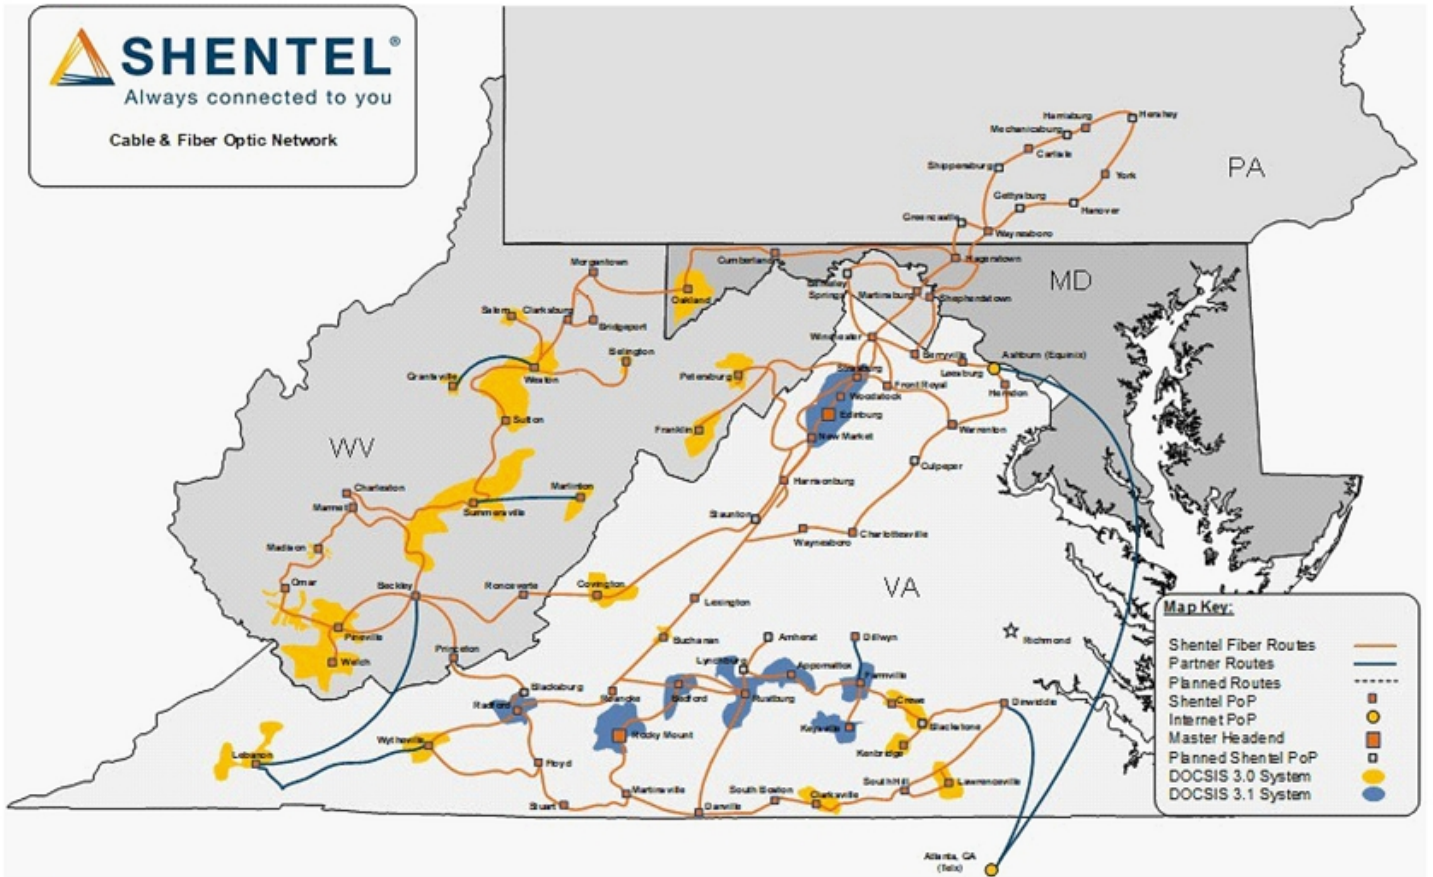 SHENTEL®
Always connected to you
Cable & Fiber Optic Network
Harrisburg
Hershey
Mechanicsburg
Carlisle
Shippensburg
PA
York
Gettysburg
Hanover
Greencastle
Waynesboro
Hagerstown
Cumberland
Morgantown
MD
Oakland
Berkeley
Springs
Martinsburg
Shepherdstown
Salem
Clarksburg
Bridgeport
Winchester
Belington
Berryville
Ashburn (Equinix)
Leesburg
Grantsville
Weston
Petersburg
Strasburg
Front Royal
Herndon
Woodstock
Edinburg
Sutton
Franklin
New Market
Warrenton
WV
Culpeper
Charleston
Marmet
Marlinton
Summersville
Harrisonburg
Staunton
Waynesboro
Charlottesville
Madison
Omar
Beckley
Ronceverte
Covington
VA
Lexington
Pineville
Buchanan
Amherst
Dillwyn
Richmond
Welch
Princeton
Lynchburg
Appomattox
Farmville
Blacksburg
Radford
Roanoke
Bedford
Rustburg
Crewe
Dinwiddie
Blackstone
Keysville
Kenbridge
Rocky Mount
Wytheville
Lebanon
Floyd
Martinsville
South Boston
Clarksville
South Hill
Lawrenceville
Stuart
Danville
Atlanta, GA
(Telx)
Map Key:
Shentel Fiber Routes
Partner Routes
Planned Routes
Shentel PoP
Internet PoP
Master Headend
Planned Shentel PoP
DOCSIS 3.0 System
DOCSIS 3.1 System